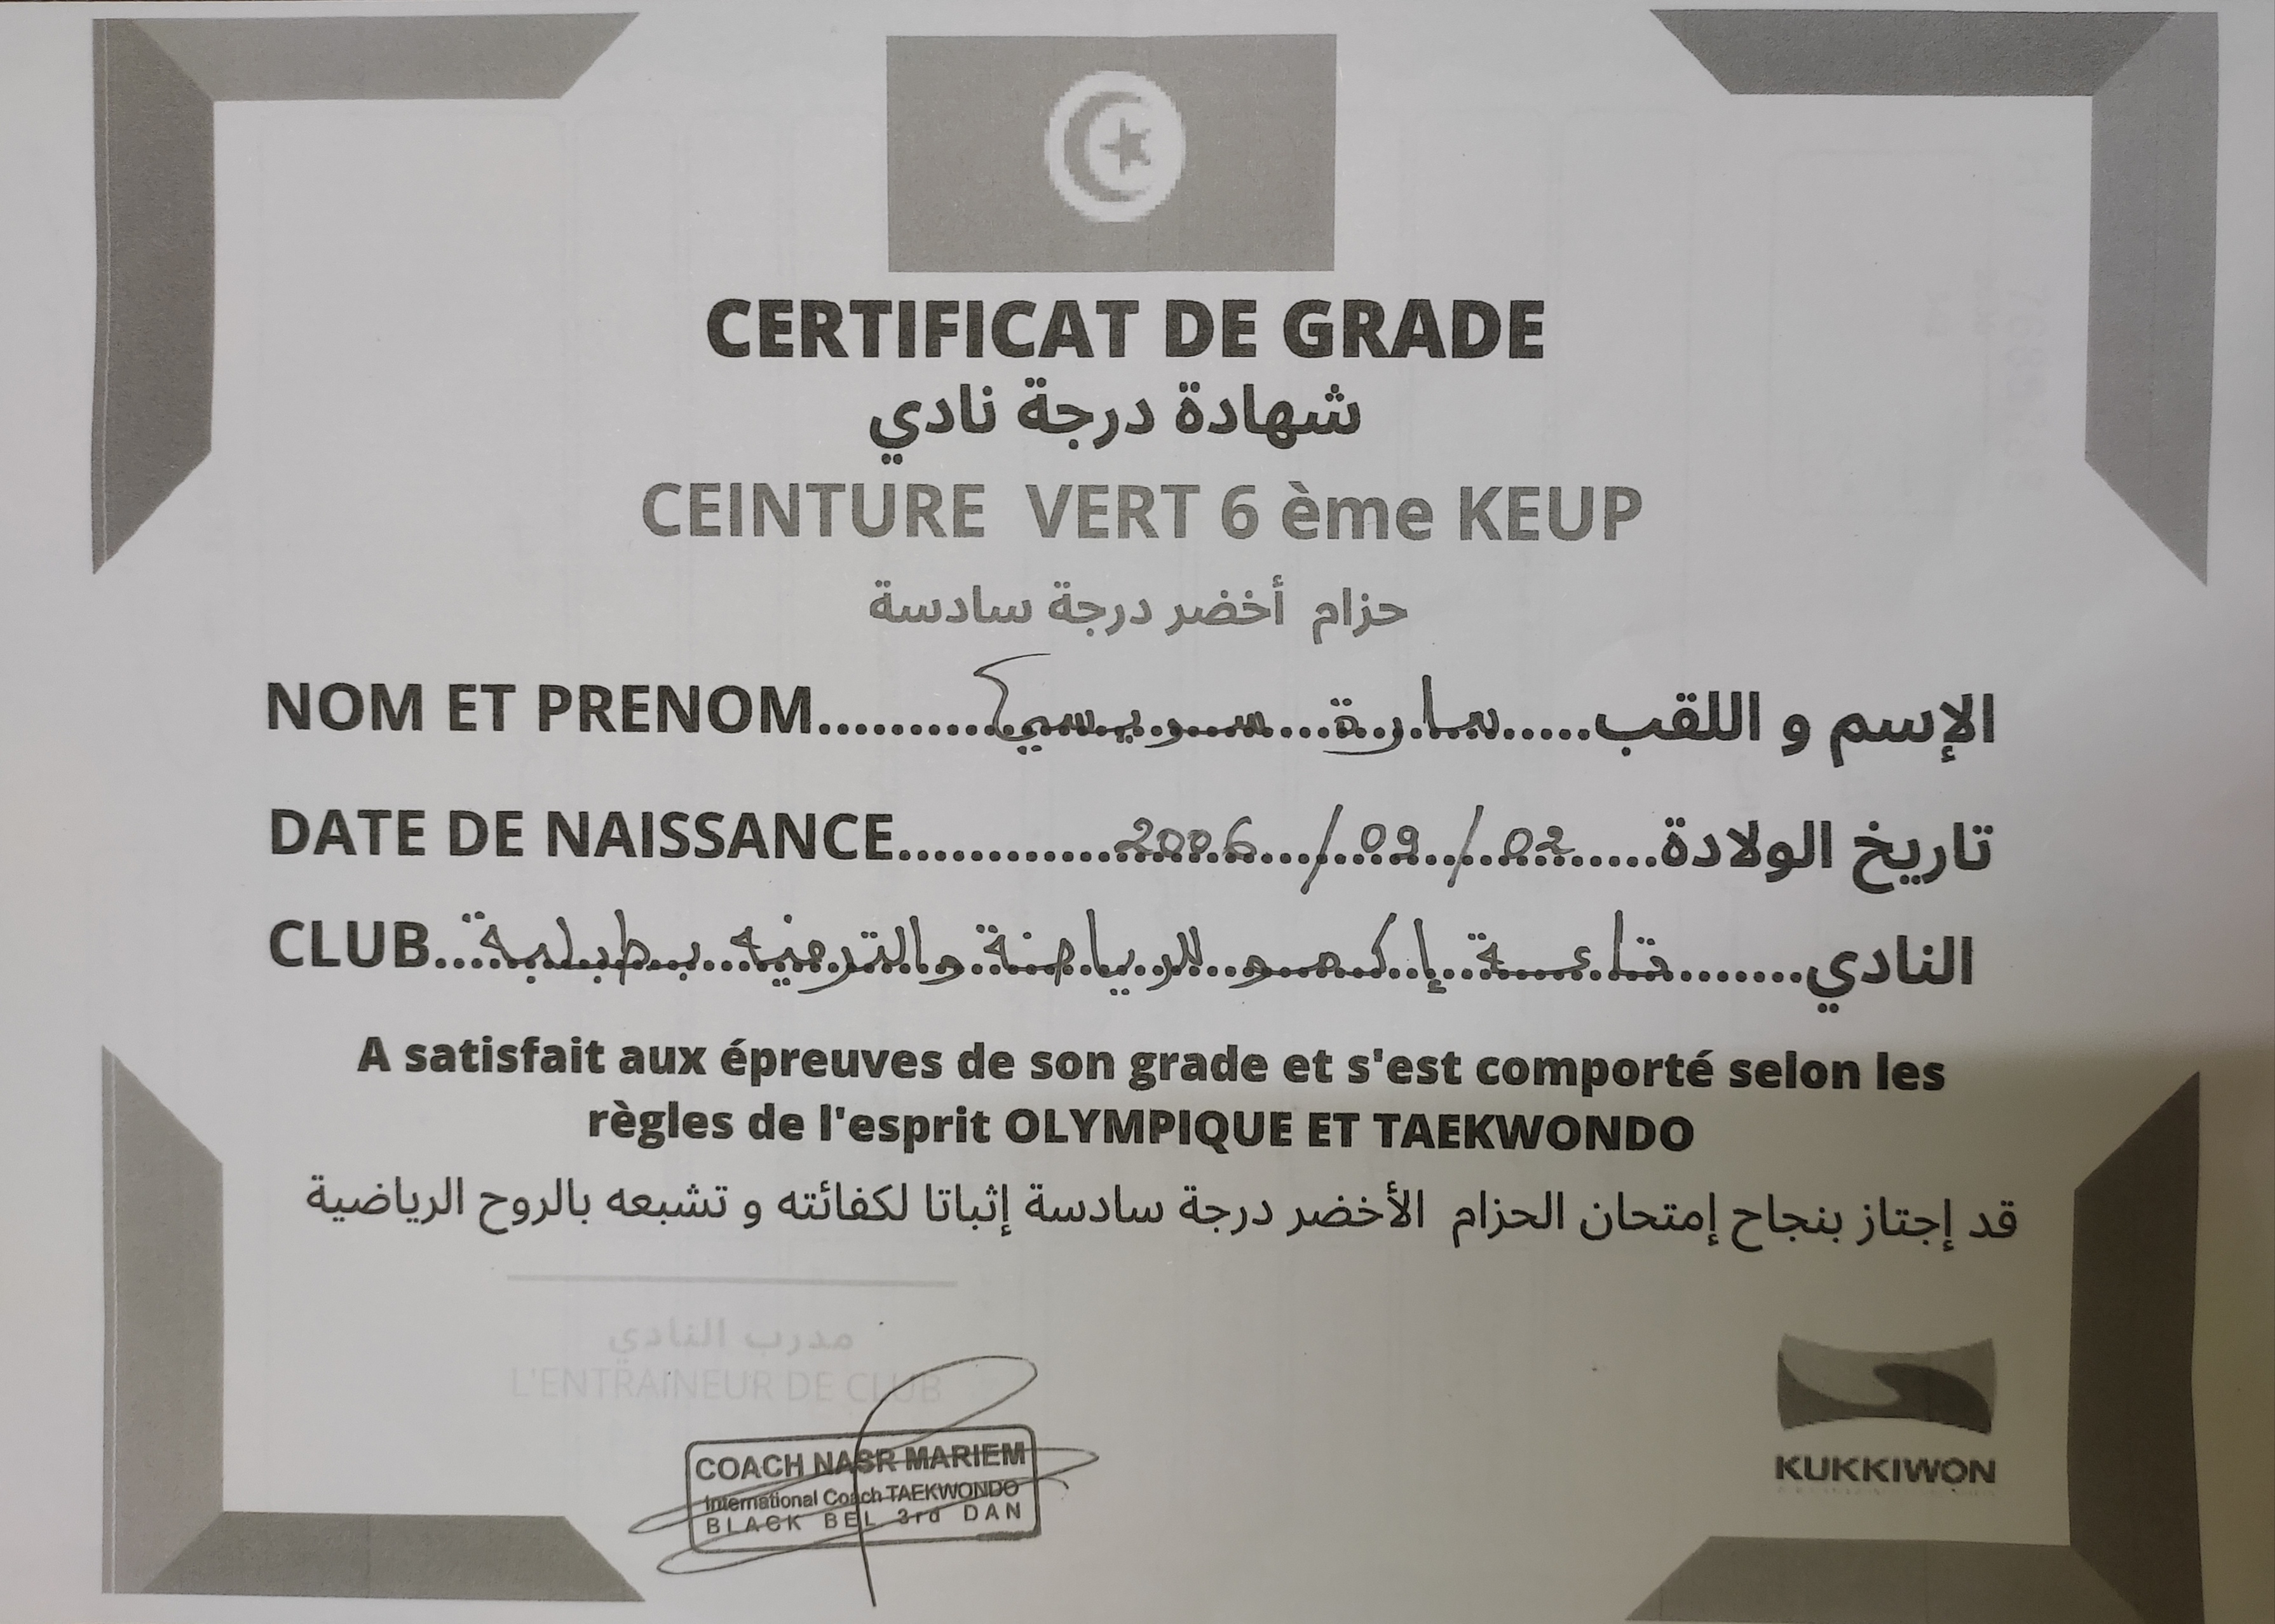 CERTIFICAT DE GRADE
شهادة درجة نادي
CEINTURE VERT 6 ème KEUP
حزام أخضر درجة سادسة
NOM ET PRENOM..........سارة سويسي.....الإسم و اللقب
DATE DE NAISSANCE..........2006/09/02.....تاريخ الولادة
CLUB...قاعة إكمو للرياضة والترفيه بطبلبة.......النادي
A satisfait aux épreuves de son grade et s'est comporté selon les
règles de l'esprit OLYMPIQUE ET TAEKWONDO
قد إجتاز بنجاح إمتحان الحزام الأخضر درجة سادسة إثباتا لكفائته و تشبعه بالروح الرياضية
مدرب النادي
L'ENTRAINEUR DE CLUB
COACH NASR MARIEM
International Coach TAEKWONDO
BLACK BEL 3rd DAN
KUKKIWON